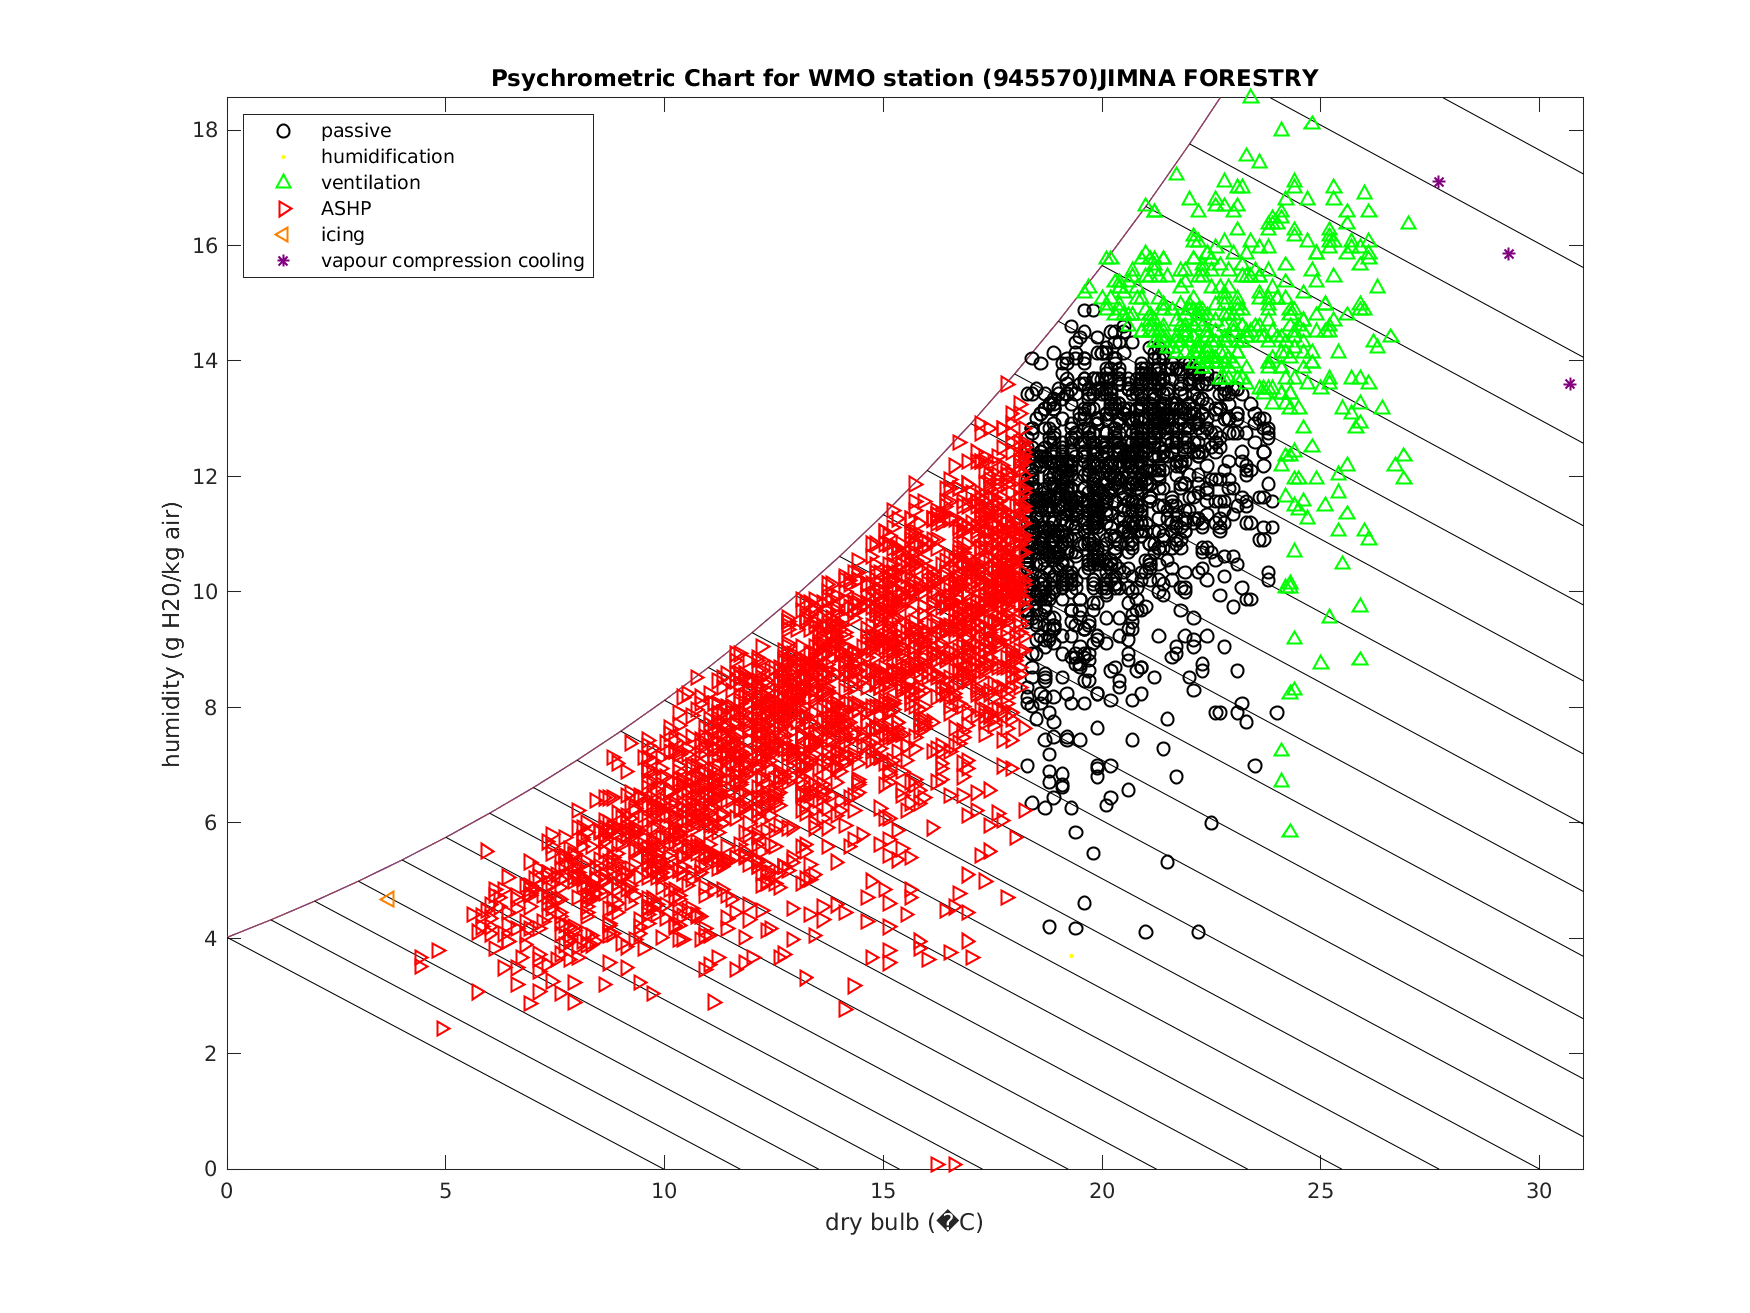 Psychrometric Chart for WMO station (945570)JIMNA FORESTRY
passive
humidification
ventilation
ASHP
icing
vapour compression cooling
humidity (g H20/kg air)
18
16
14
12
10
8
6
4
2
0
0 5 10 15 20 25 30
dry bulb (�C)